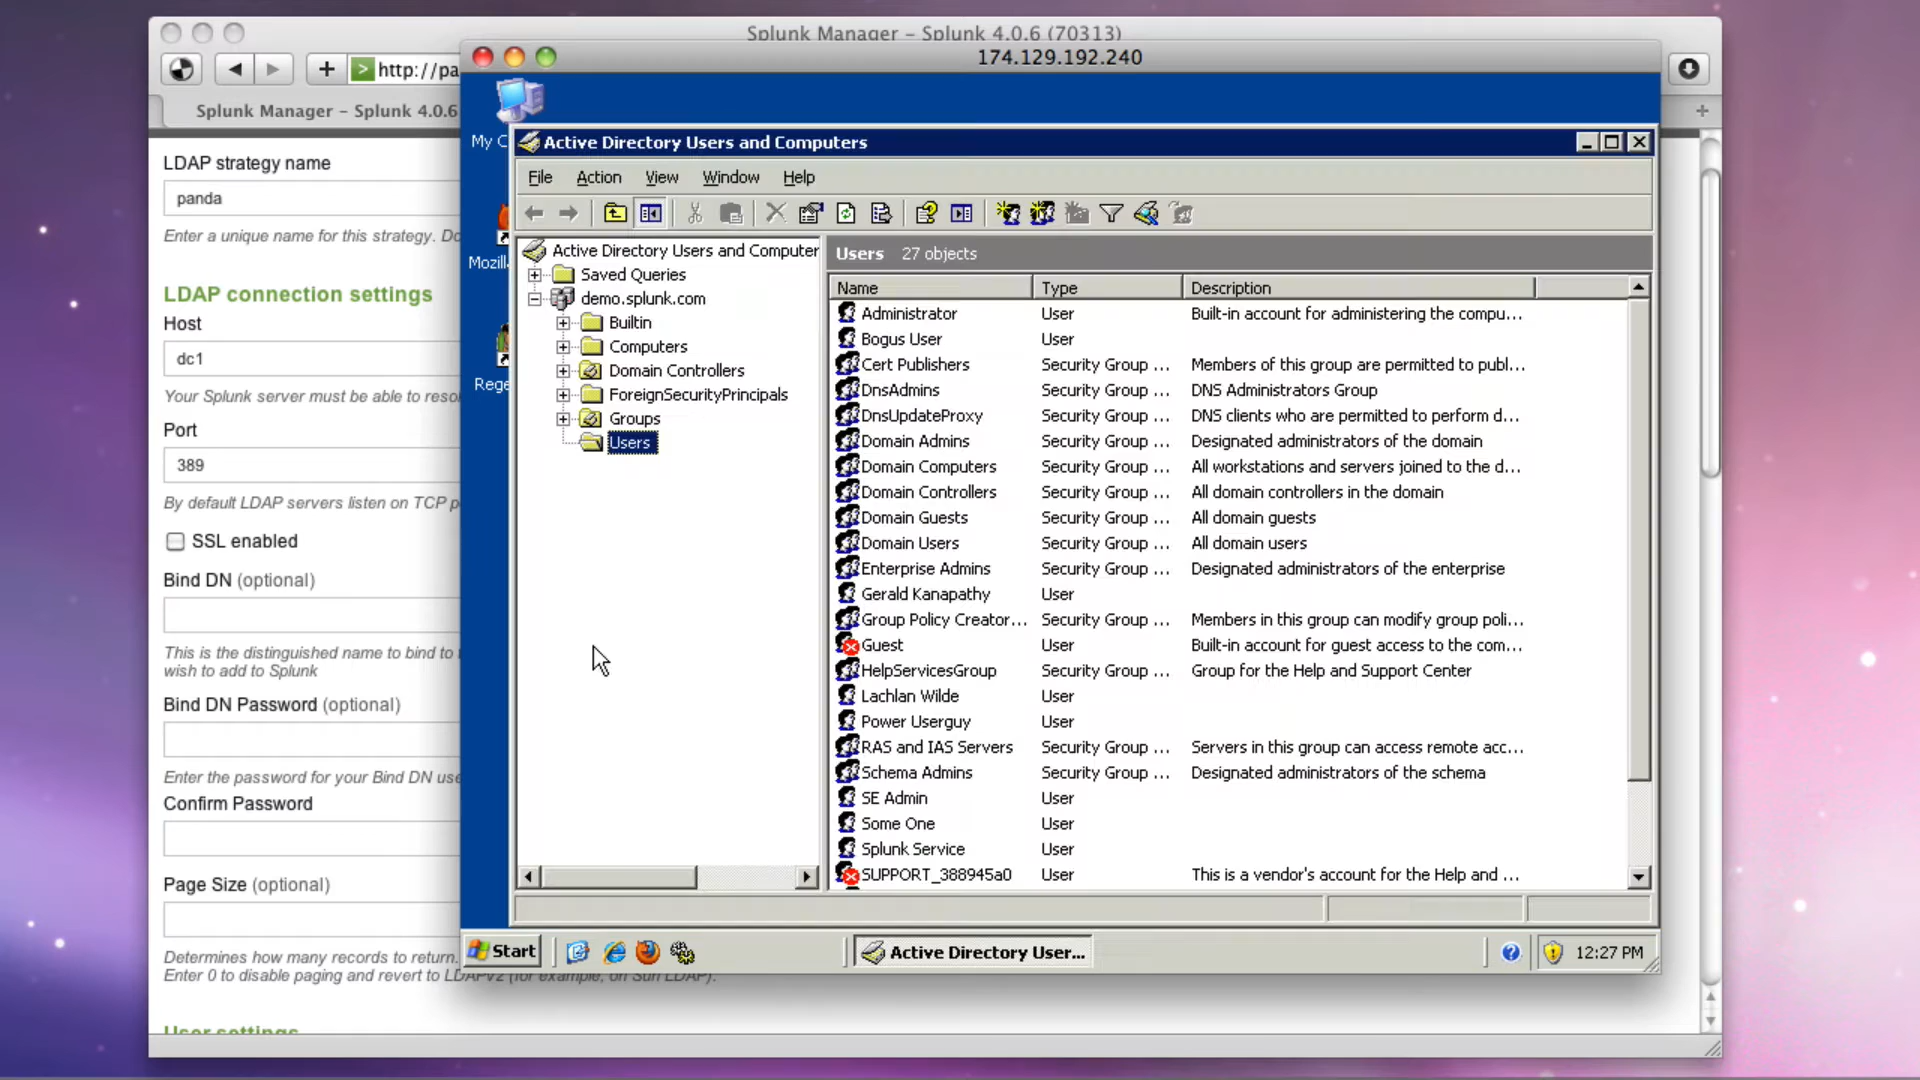 Splunk Manager – Splunk 4.0.6 (70313)
174.129.192.240
http://pa
Splunk Manager – Splunk 4.0.6
LDAP strategy name
panda
Enter a unique name for this strategy. Do
LDAP connection settings
Host
dc1
Your Splunk server must be able to reso
Port
389
By default LDAP servers listen on TCP p
SSL enabled
Bind DN (optional)
This is the distinguished name to bind to
wish to add to Splunk
Bind DN Password (optional)
Enter the password for your Bind DN use
Confirm Password
Page Size (optional)
Determines how many records to return.
Enter 0 to disable paging and revert to LDAPv2 (for example, on Sun LDAP).
User settings
My C
Mozill
Rege
Active Directory Users and Computers
File Action View Window Help
Active Directory Users and Computer
Saved Queries
demo.splunk.com
Builtin
Computers
Domain Controllers
ForeignSecurityPrincipals
Groups
Users
Users 27 objects
Name Type Description
Administrator User Built-in account for administering the compu...
Bogus User User
Cert Publishers Security Group ... Members of this group are permitted to publ...
DnsAdmins Security Group ... DNS Administrators Group
DnsUpdateProxy Security Group ... DNS clients who are permitted to perform d...
Domain Admins Security Group ... Designated administrators of the domain
Domain Computers Security Group ... All workstations and servers joined to the d...
Domain Controllers Security Group ... All domain controllers in the domain
Domain Guests Security Group ... All domain guests
Domain Users Security Group ... All domain users
Enterprise Admins Security Group ... Designated administrators of the enterprise
Gerald Kanapathy User
Group Policy Creator... Security Group ... Members in this group can modify group poli...
Guest User Built-in account for guest access to the com...
HelpServicesGroup Security Group ... Group for the Help and Support Center
Lachlan Wilde User
Power Userguy User
RAS and IAS Servers Security Group ... Servers in this group can access remote acc...
Schema Admins Security Group ... Designated administrators of the schema
SE Admin User
Some One User
Splunk Service User
SUPPORT_388945a0 User This is a vendor's account for the Help and ...
Start
Active Directory User...
12:27 PM